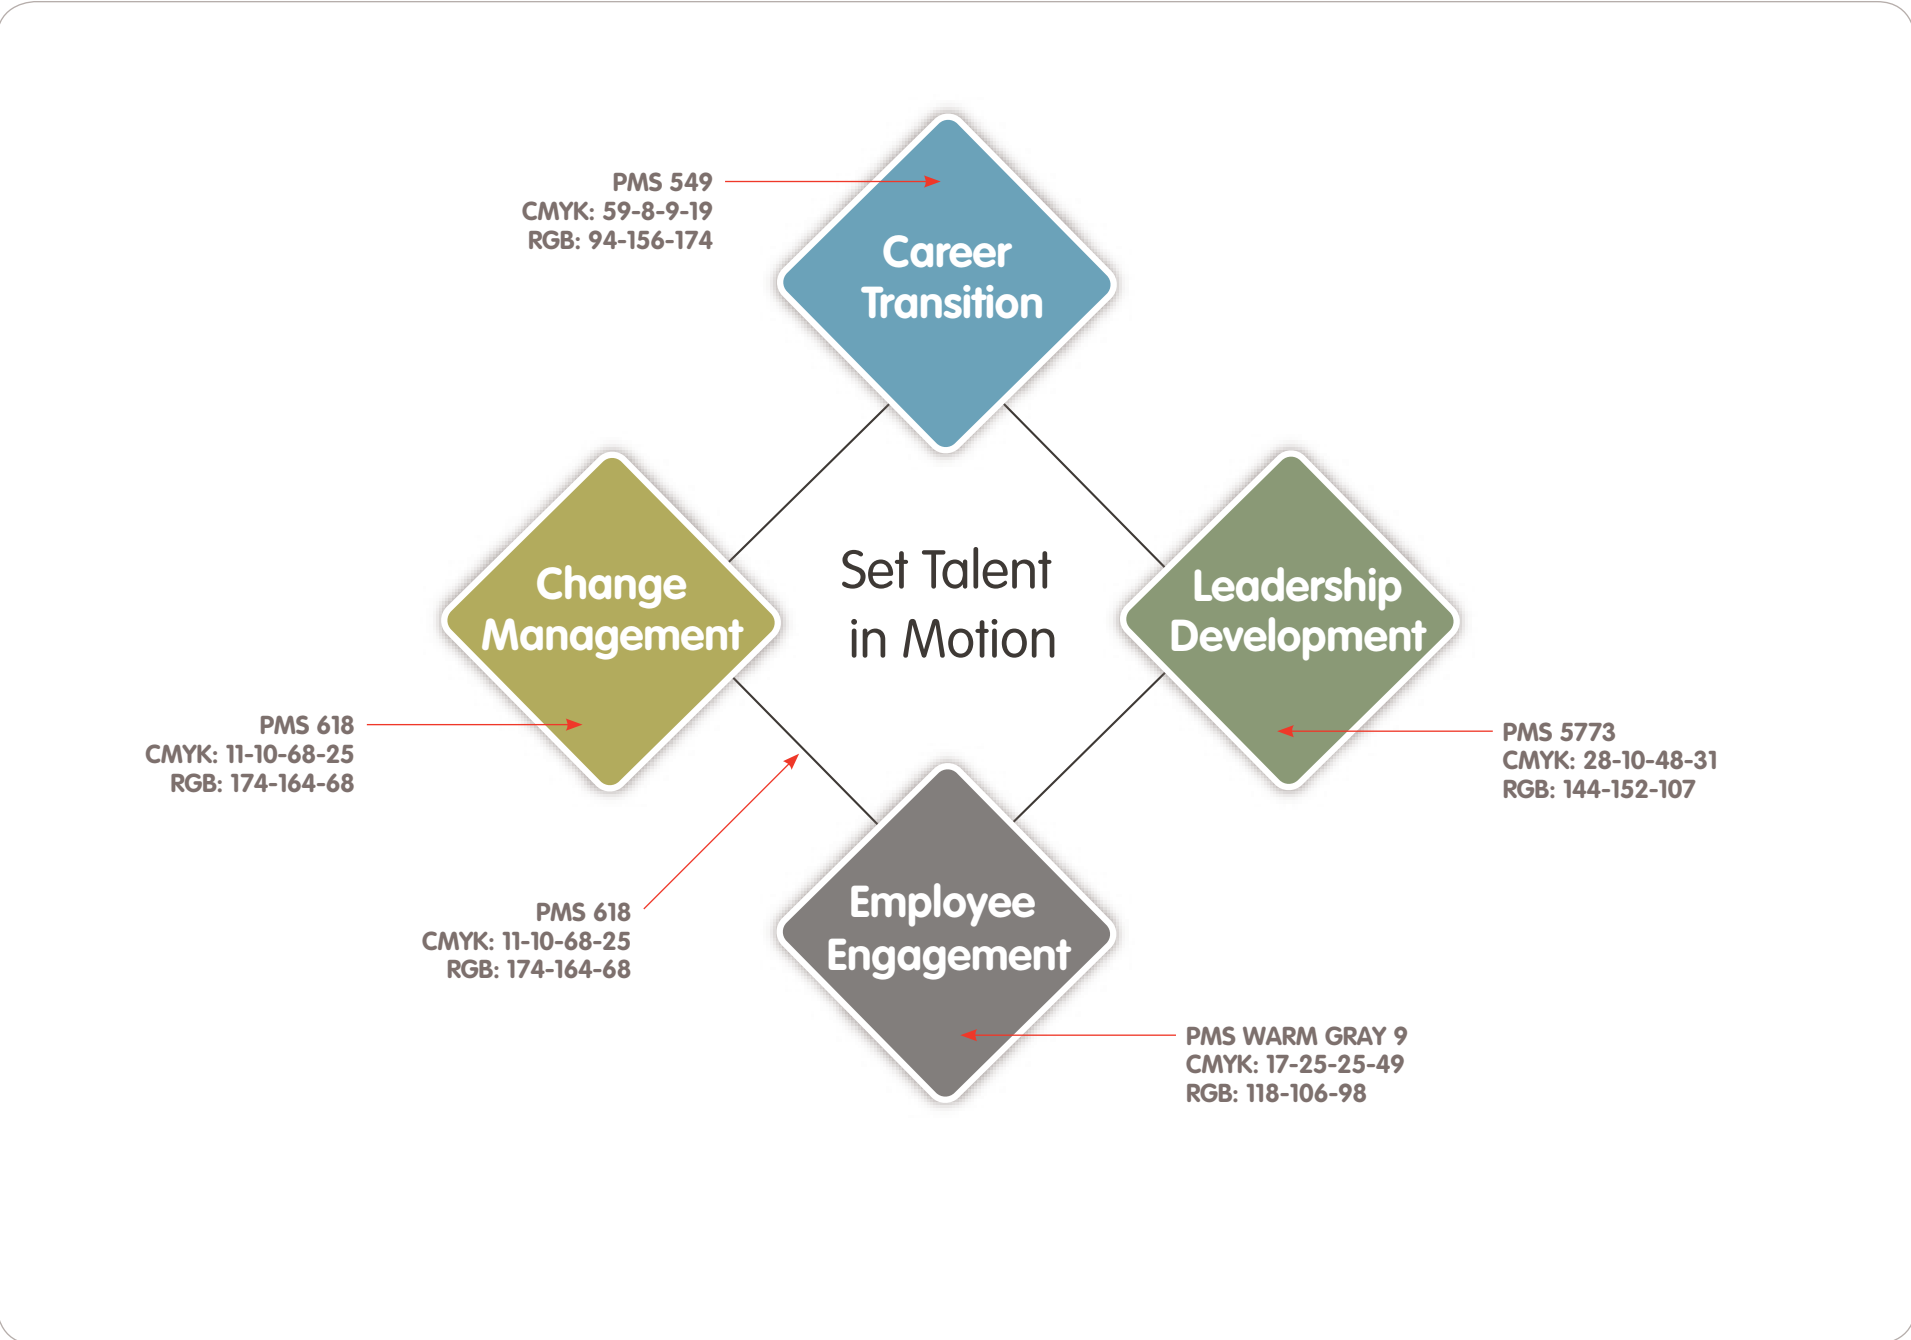 PMS 549
CMYK: 59-8-9-19
RGB: 94-156-174
Career
Transition
Change
Management
Set Talent
in Motion
Leadership
Development
PMS 618
CMYK: 11-10-68-25
RGB: 174-164-68
PMS 5773
CMYK: 28-10-48-31
RGB: 144-152-107
PMS 618
CMYK: 11-10-68-25
RGB: 174-164-68
Employee
Engagement
PMS WARM GRAY 9
CMYK: 17-25-25-49
RGB: 118-106-98